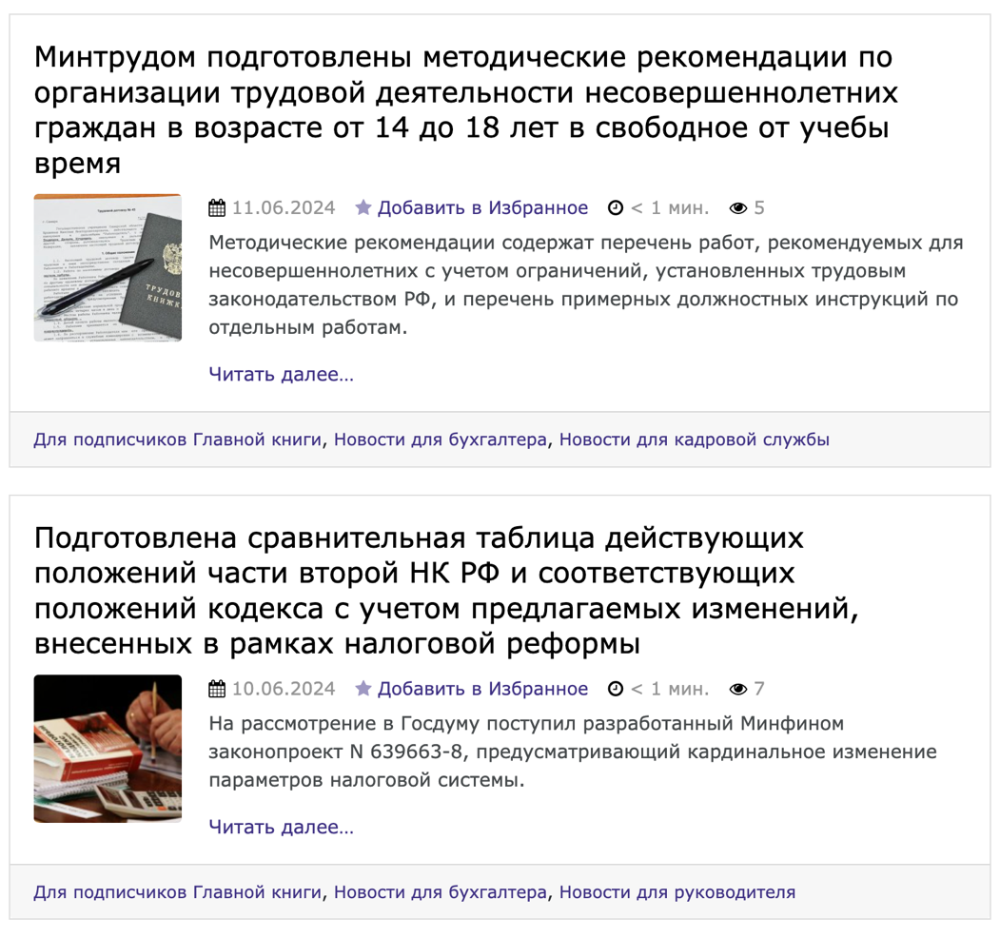 Минтрудом подготовлены методические рекомендации по
организации трудовой деятельности несовершеннолетних
граждан в возрасте от 14 до 18 лет в свободное от учебы
время
11.06.2024 Добавить в Избранное < 1 мин. 5
Методические рекомендации содержат перечень работ, рекомендуемых для
несовершеннолетних с учетом ограничений, установленных трудовым
законодательством РФ, и перечень примерных должностных инструкций по
отдельным работам.
Читать далее...
Для подписчиков Главной книги, Новости для бухгалтера, Новости для кадровой службы
Подготовлена сравнительная таблица действующих
положений части второй НК РФ и соответствующих
положений кодекса с учетом предлагаемых изменений,
внесенных в рамках налоговой реформы
10.06.2024 Добавить в Избранное < 1 мин. 7
На рассмотрение в Госдуму поступил разработанный Минфином
законопроект N 639663-8, предусматривающий кардинальное изменение
параметров налоговой системы.
Читать далее...
Для подписчиков Главной книги, Новости для бухгалтера, Новости для руководителя